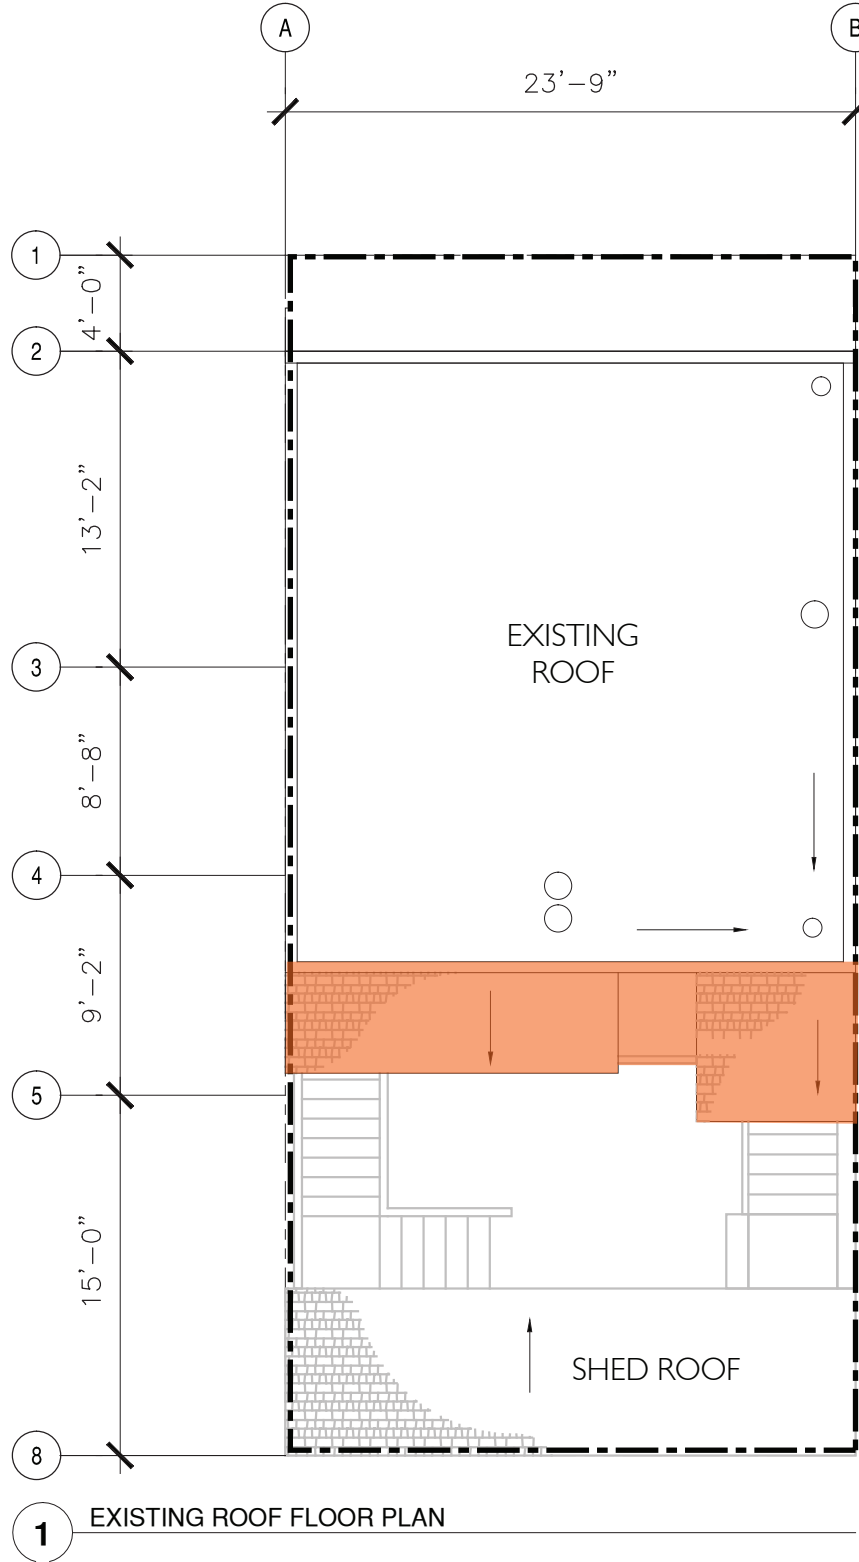 A
B
23'-9"
1
4'-0"
2
13'-2"
EXISTING
ROOF
3
8'-8"
4
9'-2"
5
15'-0"
SHED ROOF
8
1
EXISTING ROOF FLOOR PLAN